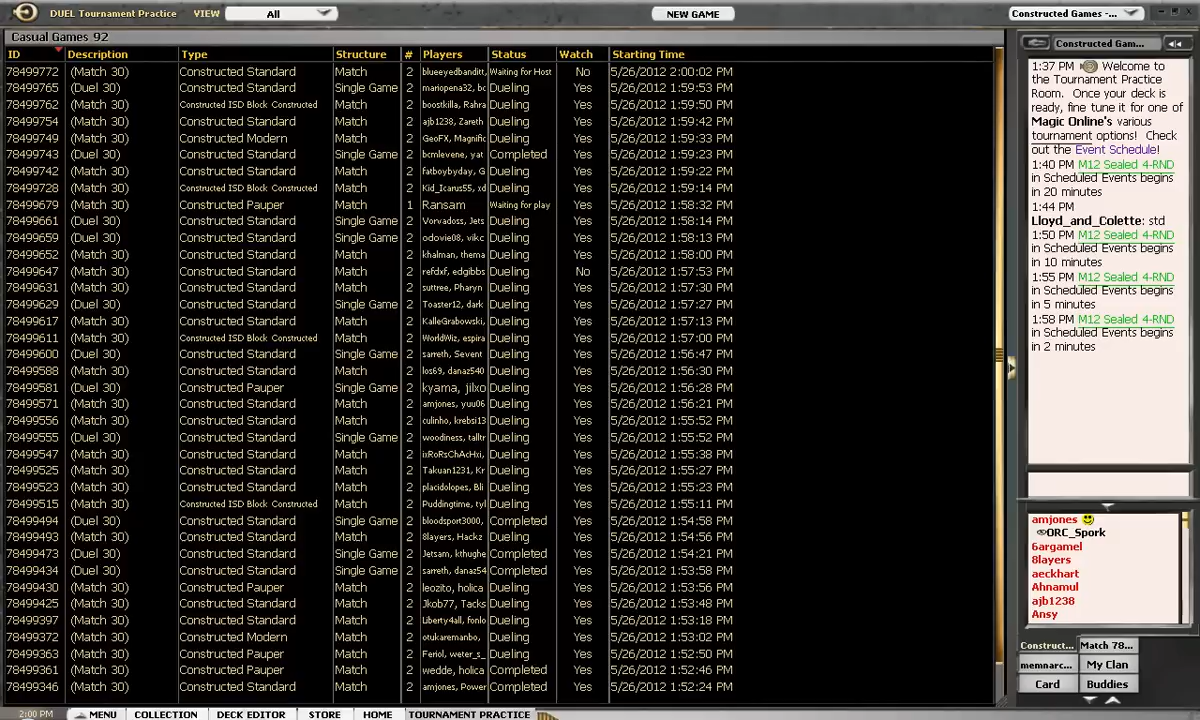 DUEL Tournament Practice VIEW All NEW GAME Constructed Games -...
Casual Games 92
ID Description Type Structure # Players Status Watch Starting Time
78499772 (Match 30) Constructed Standard Match 2 blueeyedbanditt, Waiting for Host No 5/26/2012 2:00:02 PM
78499765 (Duel 30) Constructed Standard Single Game 2 mariopena32, bc Dueling Yes 5/26/2012 1:59:53 PM
78499762 (Match 30) Constructed ISD Block Constructed Match 2 boostkilla, Rahra Dueling Yes 5/26/2012 1:59:50 PM
78499754 (Match 30) Constructed Standard Match 2 ajb1238, Zareth Dueling Yes 5/26/2012 1:59:42 PM
78499749 (Match 30) Constructed Modern Match 2 GeoFX, Magnific Dueling Yes 5/26/2012 1:59:33 PM
78499743 (Duel 30) Constructed Standard Single Game 2 bcmlevene, yat Completed Yes 5/26/2012 1:59:23 PM
78499742 (Match 30) Constructed Standard Match 2 fatboybyday, G Dueling Yes 5/26/2012 1:59:22 PM
78499728 (Match 30) Constructed ISD Block Constructed Match 2 Kid_Icarus55, xd Dueling Yes 5/26/2012 1:59:14 PM
78499679 (Match 30) Constructed Pauper Match 1 Ransam Waiting for play Yes 5/26/2012 1:58:32 PM
78499661 (Duel 30) Constructed Standard Single Game 2 Vorvadoss, Jets Dueling Yes 5/26/2012 1:58:14 PM
78499659 (Duel 30) Constructed Standard Single Game 2 odovie08, vikc Dueling Yes 5/26/2012 1:58:13 PM
78499652 (Match 30) Constructed Standard Match 2 khalman, thema Dueling Yes 5/26/2012 1:58:00 PM
78499647 (Match 30) Constructed Standard Match 2 refdxf, edgibbs Dueling No 5/26/2012 1:57:53 PM
78499631 (Match 30) Constructed Standard Match 2 suttree, Pharyn Dueling Yes 5/26/2012 1:57:30 PM
78499629 (Duel 30) Constructed Standard Single Game 2 Toaster12, dark Dueling Yes 5/26/2012 1:57:27 PM
78499617 (Match 30) Constructed Standard Match 2 KalleGrabowski, Dueling Yes 5/26/2012 1:57:13 PM
78499611 (Match 30) Constructed ISD Block Constructed Match 2 WorldWiz, espira Dueling Yes 5/26/2012 1:57:00 PM
78499600 (Duel 30) Constructed Standard Single Game 2 sarreth, Sevent Dueling Yes 5/26/2012 1:56:47 PM
78499588 (Match 30) Constructed Standard Match 2 los69, danaz540 Dueling Yes 5/26/2012 1:56:30 PM
78499581 (Duel 30) Constructed Pauper Single Game 2 kyama, jilxo Dueling Yes 5/26/2012 1:56:28 PM
78499571 (Match 30) Constructed Standard Match 2 amjones, yuu06 Dueling Yes 5/26/2012 1:56:21 PM
78499556 (Match 30) Constructed Standard Match 2 culinho, krebsi13 Dueling Yes 5/26/2012 1:55:52 PM
78499555 (Duel 30) Constructed Standard Single Game 2 woodiness, talltr Dueling Yes 5/26/2012 1:55:52 PM
78499547 (Match 30) Constructed Standard Match 2 ixRoRsChAcHxi, Dueling Yes 5/26/2012 1:55:38 PM
78499525 (Match 30) Constructed Standard Match 2 Takuan1231, Kr Dueling Yes 5/26/2012 1:55:27 PM
78499523 (Match 30) Constructed Standard Match 2 placidolopes, Bli Dueling Yes 5/26/2012 1:55:23 PM
78499515 (Match 30) Constructed ISD Block Constructed Match 2 Puddingtime, tyl Dueling Yes 5/26/2012 1:55:11 PM
78499494 (Duel 30) Constructed Standard Single Game 2 bloodsport3000, Completed Yes 5/26/2012 1:54:58 PM
78499493 (Match 30) Constructed Standard Match 2 8layers, Hackz Dueling Yes 5/26/2012 1:54:56 PM
78499473 (Duel 30) Constructed Standard Single Game 2 Jetsam, kthughe Completed Yes 5/26/2012 1:54:21 PM
78499434 (Duel 30) Constructed Standard Single Game 2 sarreth, danaz54 Completed Yes 5/26/2012 1:53:58 PM
78499430 (Match 30) Constructed Pauper Match 2 leozito, holica Dueling Yes 5/26/2012 1:53:56 PM
78499425 (Match 30) Constructed Standard Match 2 Jkob77, Tacks Dueling Yes 5/26/2012 1:53:48 PM
78499397 (Match 30) Constructed Standard Match 2 Liberty4all, fonlo Dueling Yes 5/26/2012 1:53:18 PM
78499372 (Match 30) Constructed Modern Match 2 otukaremanbo, Dueling Yes 5/26/2012 1:53:02 PM
78499363 (Match 30) Constructed Pauper Match 2 Feriol, weter_s_ Dueling Yes 5/26/2012 1:52:50 PM
78499361 (Match 30) Constructed Pauper Match 2 wedde, holica Completed Yes 5/26/2012 1:52:46 PM
78499346 (Match 30) Constructed Standard Match 2 amjones, Power Completed Yes 5/26/2012 1:52:24 PM
Constructed Gam...
1:37 PM Welcome to
the Tournament Practice
Room. Once your deck is
ready, fine tune it for one of
Magic Online's various
tournament options! Check
out the Event Schedule!
1:40 PM M12 Sealed 4-RND
in Scheduled Events begins
in 20 minutes
1:44 PM
Lloyd_and_Colette: std
1:50 PM M12 Sealed 4-RND
in Scheduled Events begins
in 10 minutes
1:55 PM M12 Sealed 4-RND
in Scheduled Events begins
in 5 minutes
1:58 PM M12 Sealed 4-RND
in Scheduled Events begins
in 2 minutes
amjones
ORC_Spork
6argamel
8layers
aeckhart
Ahnamul
ajb1238
Ansy
Construct... Match 78...
memnarc... My Clan
Card Buddies
2:00 PM MENU COLLECTION DECK EDITOR STORE HOME TOURNAMENT PRACTICE